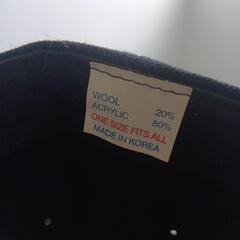 WOOL 20%
ACRYLIC 80%
ONE SIZE FITS ALL
MADE IN KOREA